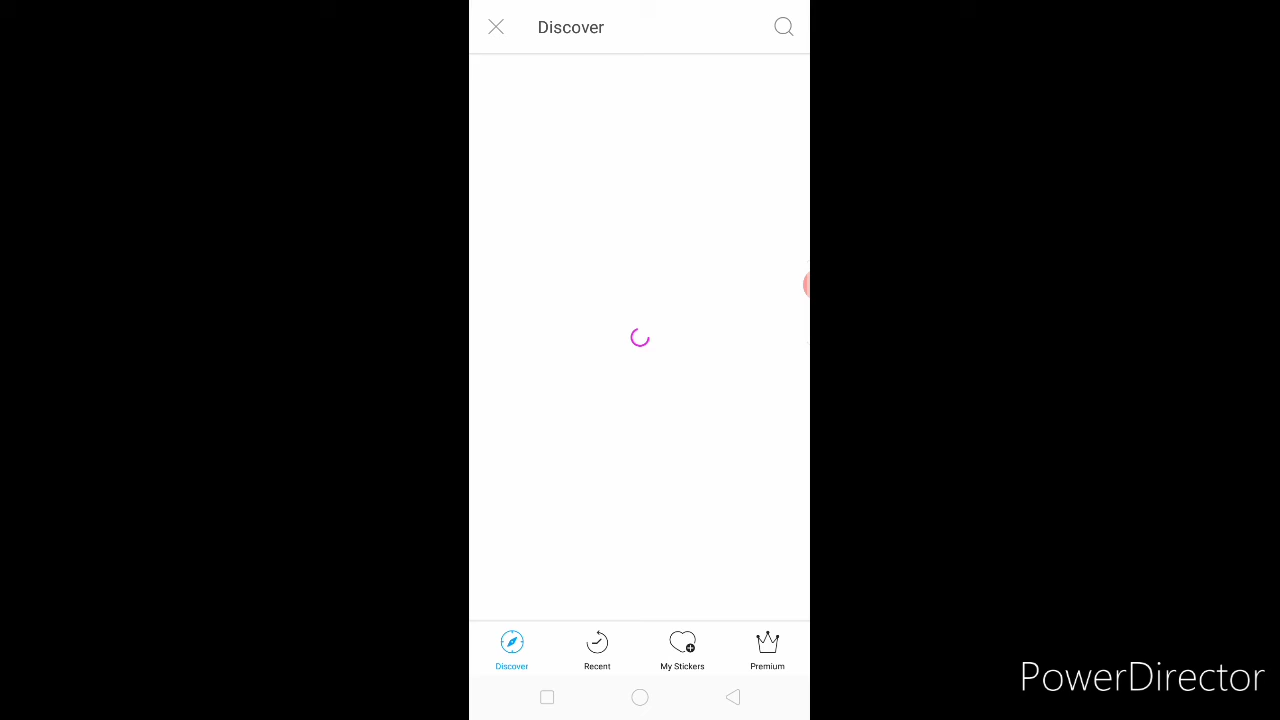 Discover
Discover
Recent
My Stickers
Premium
PowerDirector